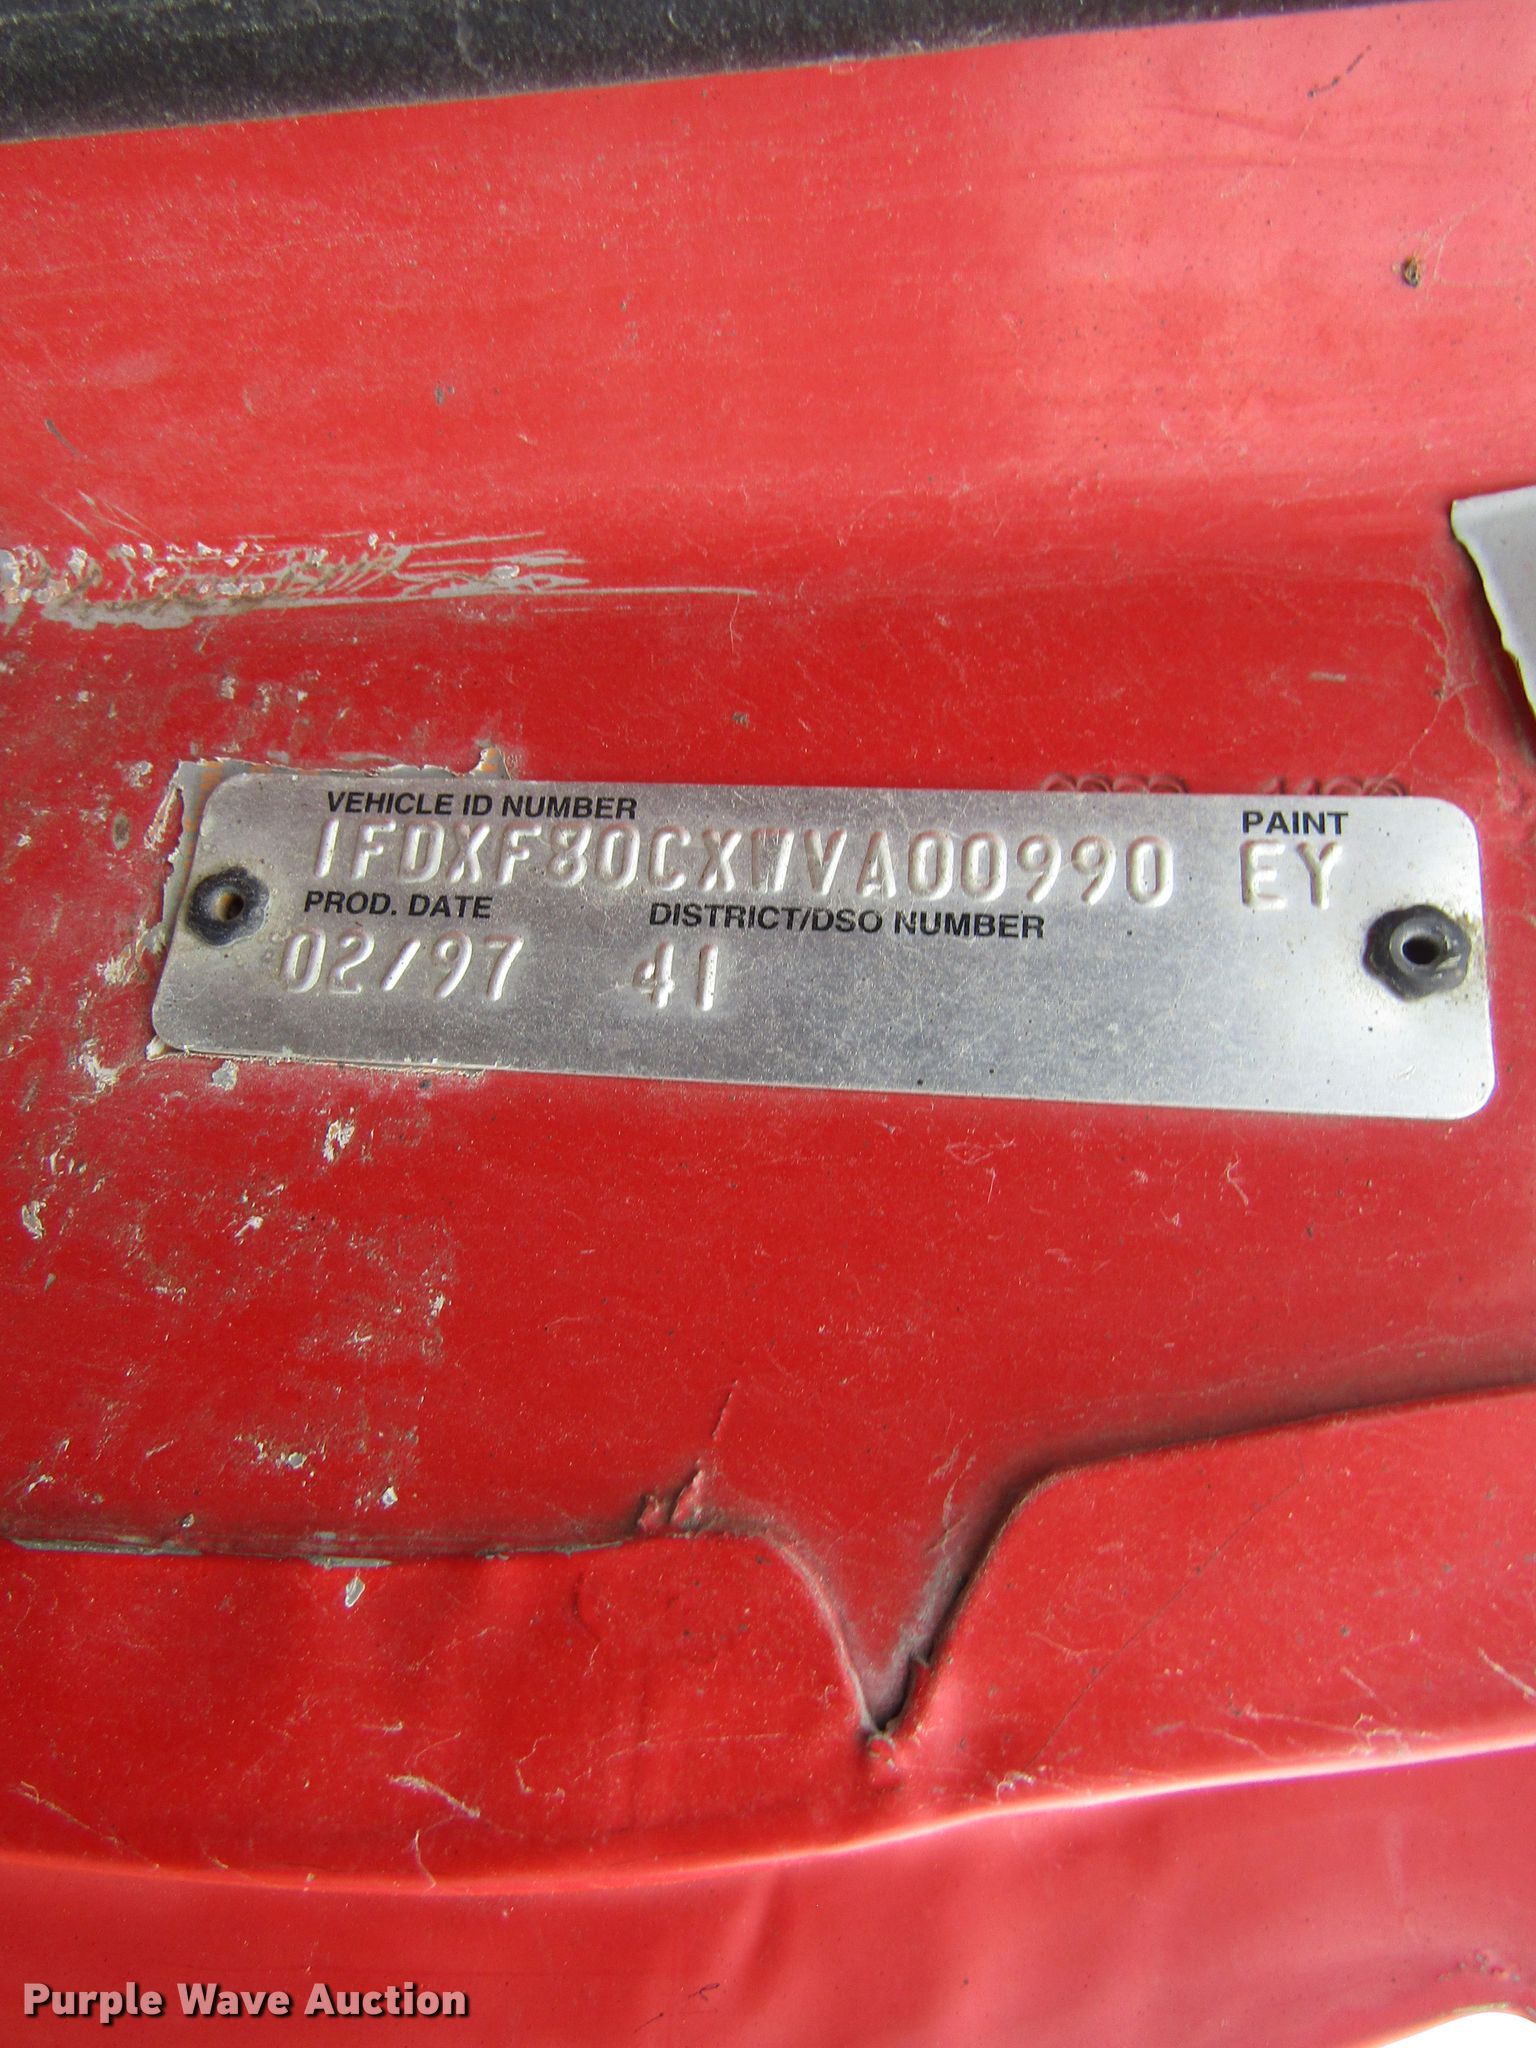 VEHICLE ID NUMBER PAINT
1FDXF80CXWVA00990 EY
PROD. DATE DISTRICT/DSO NUMBER
02/97 41
Purple Wave Auction